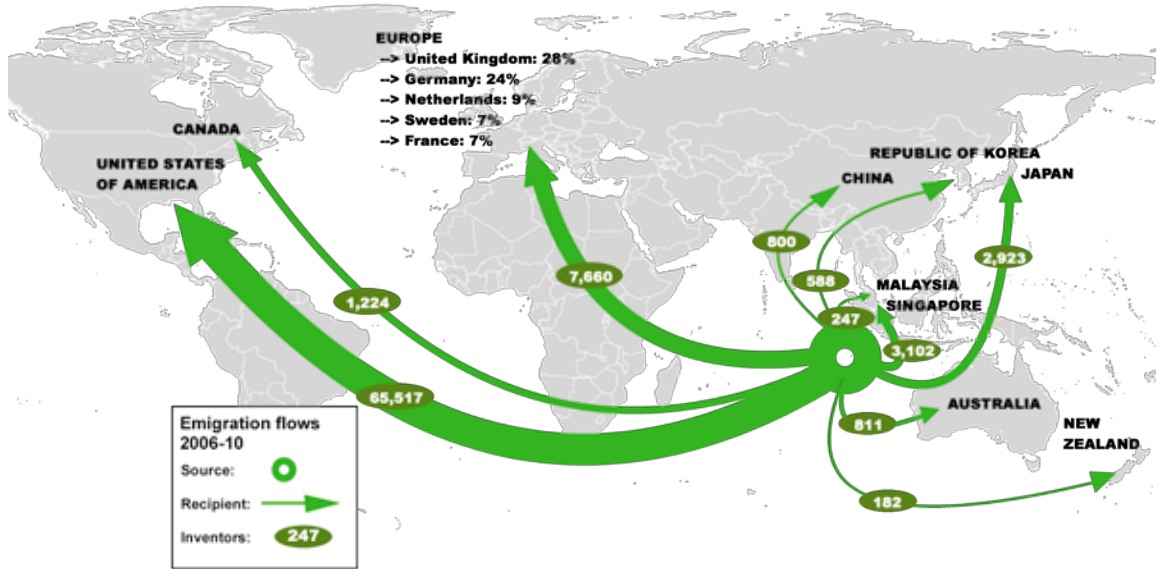 EUROPE
--> United Kingdom: 28%
--> Germany: 24%
--> Netherlands: 9%
--> Sweden: 7%
--> France: 7%
CANADA
UNITED STATES
OF AMERICA
REPUBLIC OF KOREA
CHINA
JAPAN
800
2,923
7,660
588
MALAYSIA
SINGAPORE
1,224
247
3,102
65,517
AUSTRALIA
811
NEW
ZEALAND
182
Emigration flows
2006-10
Source:
Recipient:
Inventors:
247